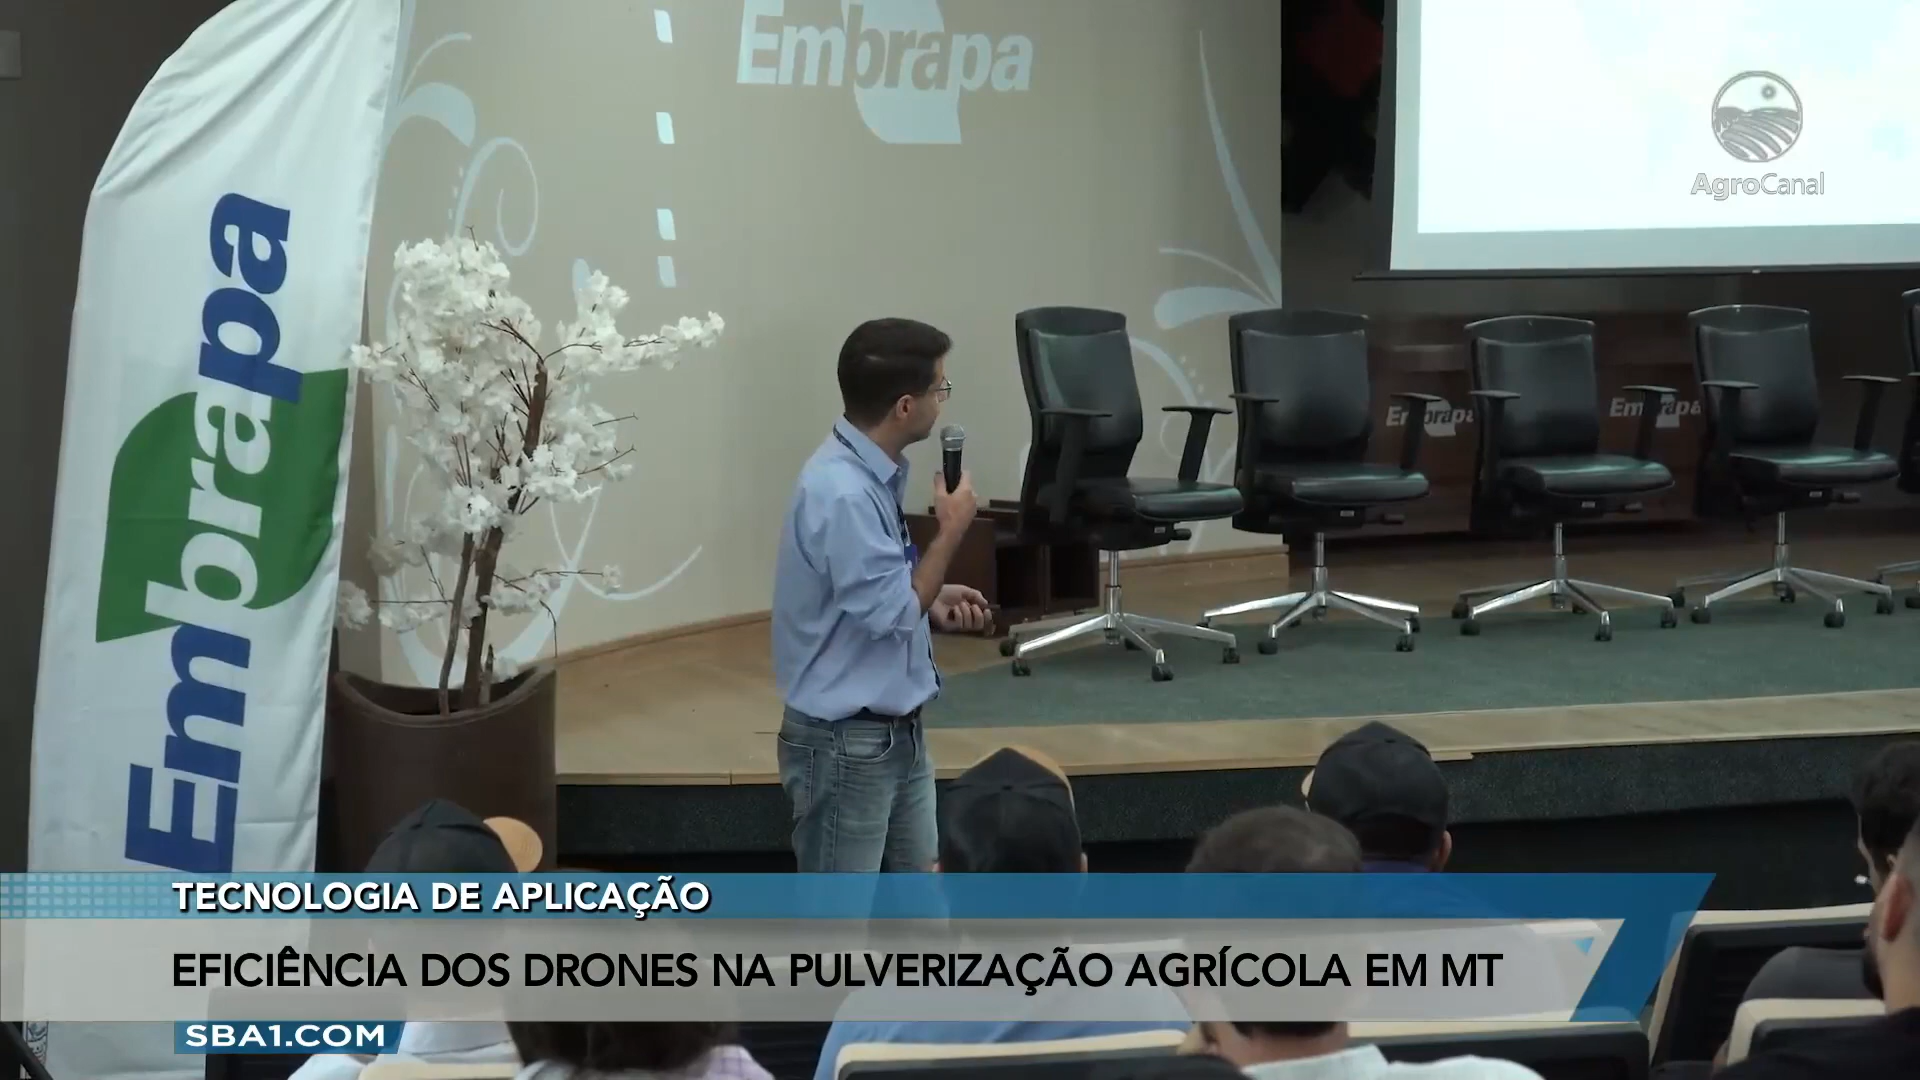 Embrapa
AgroCanal
Embrapa
Embrapa
Embrapa
TECNOLOGIA DE APLICAÇÃO
EFICIÊNCIA DOS DRONES NA PULVERIZAÇÃO AGRÍCOLA EM MT
SBA1.COM